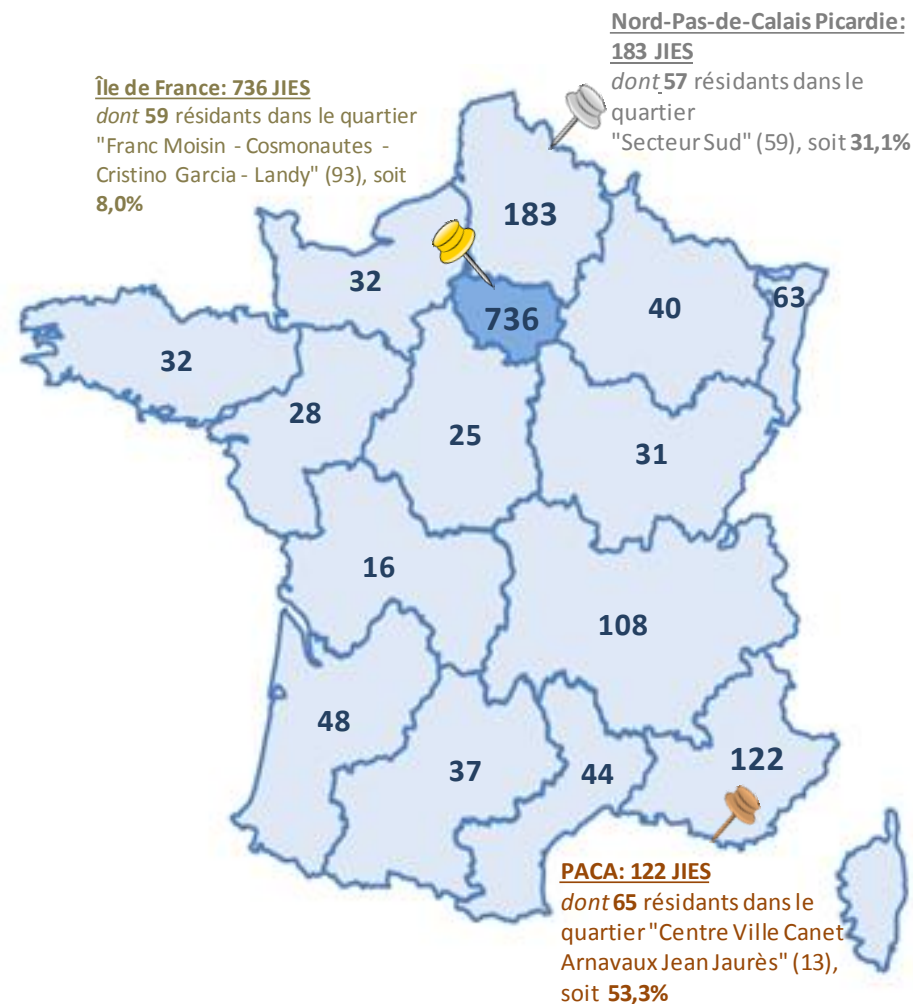 Nord-Pas-de-Calais Picardie:
183 JIES
dont 57 résidants dans le
quartier
"Secteur Sud" (59), soit 31,1%
Île de France: 736 JIES
dont 59 résidants dans le quartier
"Franc Moisin - Cosmonautes -
Cristino Garcia - Landy" (93), soit
8,0%
183
32
736
40
63
32
28
25
31
16
108
48
37
44
122
PACA: 122 JIES
dont 65 résidants dans le
quartier "Centre Ville Canet
Arnavaux Jean Jaurès" (13),
soit 53,3%